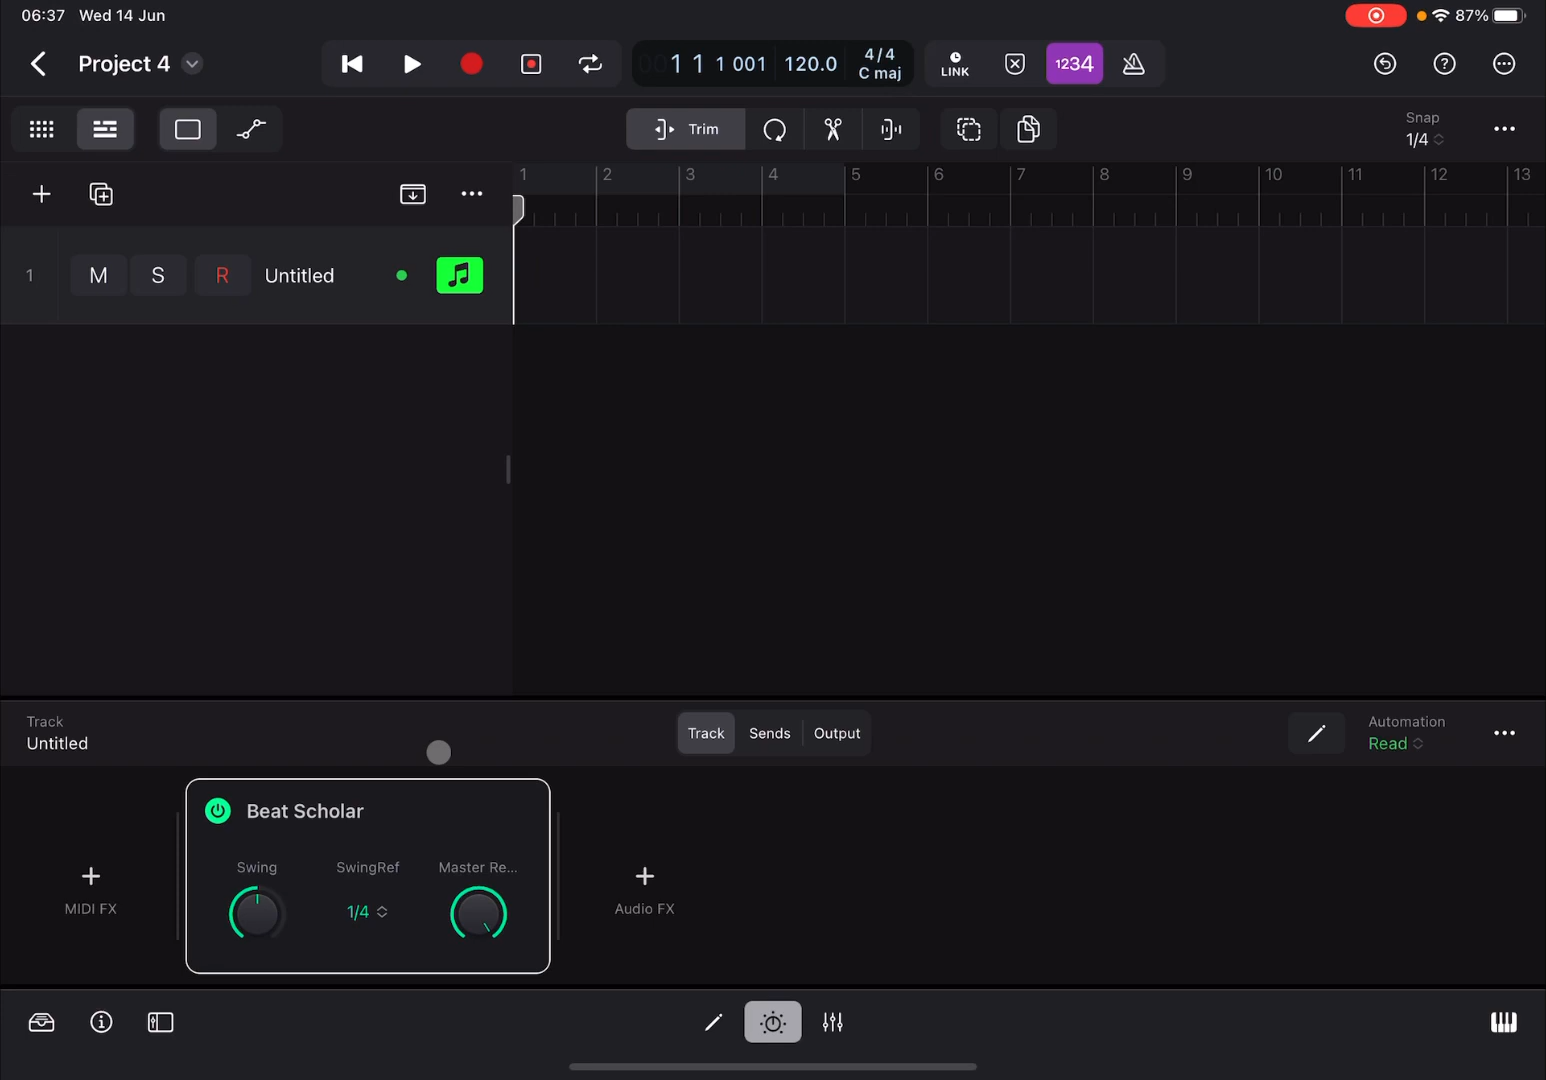 06:37 Wed 14 Jun
87%
Project 4
1 1 1 001 120.0 4/4 C maj
LINK
1234
Trim
Snap
1/4
1 2 3 4 5 6 7 8 9 10 11 12 13
1 M S R Untitled
Track
Untitled
Track Sends Output
Automation
Read
Beat Scholar
Swing SwingRef Master Re...
1/4
MIDI FX
Audio FX